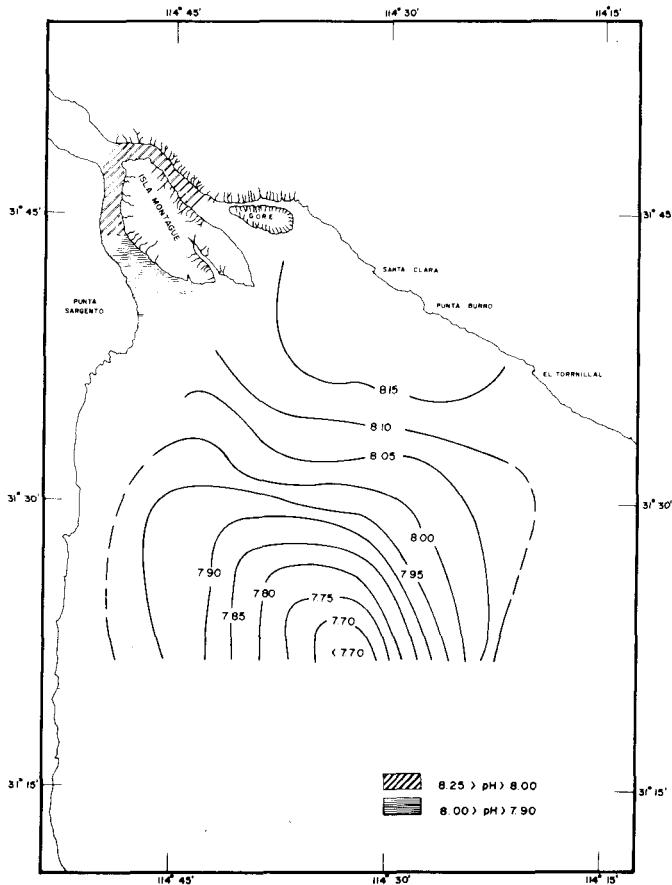 114° 45' 114° 30' 114° 15'
31° 45' 31° 45'
ISLA MONTAGUE
GORE
SANTA CLARA
PUNTA
SARGENTO
PUNTA BURRO
EL TORRNILLAL
8.15
8.10
8.05
31° 30' 31° 30'
8.00
7.90 7.95
7.80 7.75
7.85
7.70
<7.70
31° 15' 31° 15'
8.25 > pH > 8.00
8.00 > pH > 7.90
114° 45' 114° 30' 114° 15'